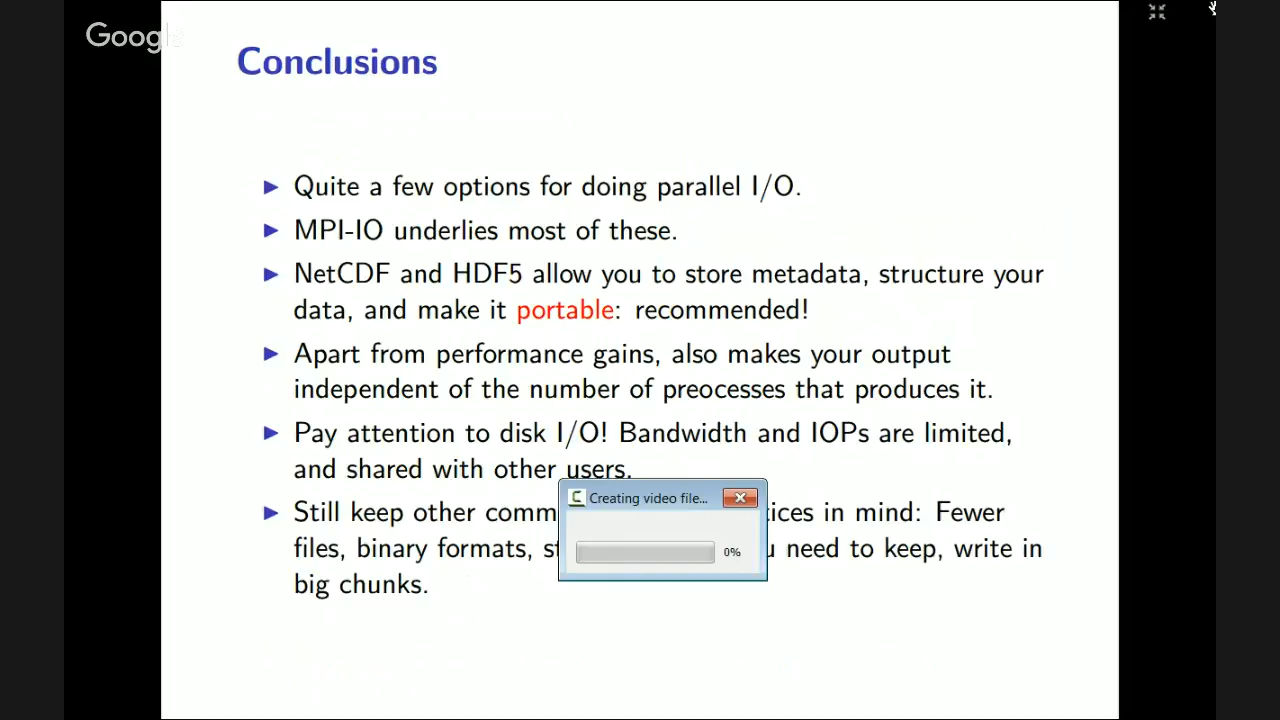 Google
Conclusions
▶ Quite a few options for doing parallel I/O.
▶ MPI-IO underlies most of these.
▶ NetCDF and HDF5 allow you to store metadata, structure your
data, and make it portable: recommended!
▶ Apart from performance gains, also makes your output
independent of the number of preocesses that produces it.
▶ Pay attention to disk I/O! Bandwidth and IOPs are limited,
and shared with other users.
Creating video file...
▶ Still keep other in mind: Fewer
files, binary formats, need to keep, write in
0%
big chunks.